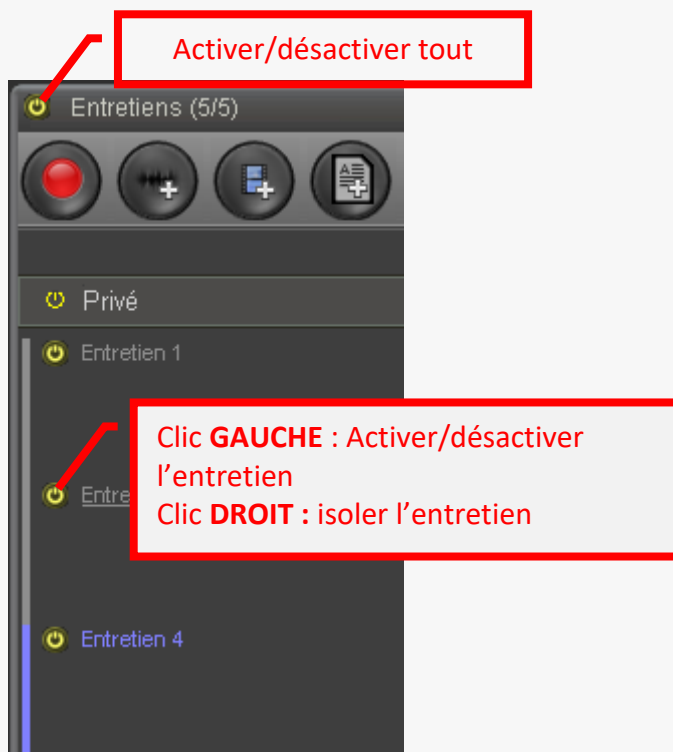 Activer/désactiver tout
Entretiens (5/5)
Privé
Entretien 1
Clic GAUCHE : Activer/désactiver
l’entretien
Clic DROIT : isoler l’entretien
Entre
Entretien 4